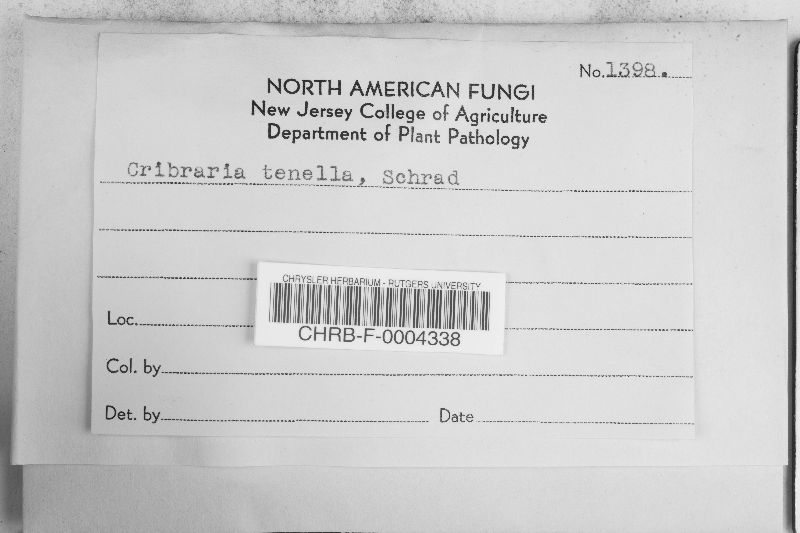 No. 1398.
NORTH AMERICAN FUNGI
New Jersey College of Agriculture
Department of Plant Pathology
Cribraria tenella, Schrad
CHRYSLER HERBARIUM - RUTGERS UNIVERSITY
CHRB-F-0004338
Loc.
Col. by
Det. by Date